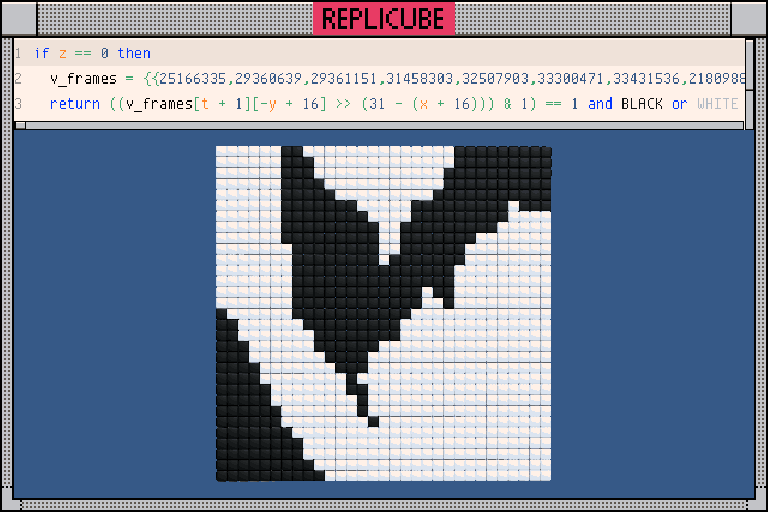 REPLICUBE
1 if z == 0 then
2 v_frames = {{25166335,29360639,29361151,31458303,32507903,33300471,33431536,2180988
3 return ((v_frames[t + 1][-y + 16] >> (31 - (x + 16))) & 1) == 1 and BLACK or WHITE